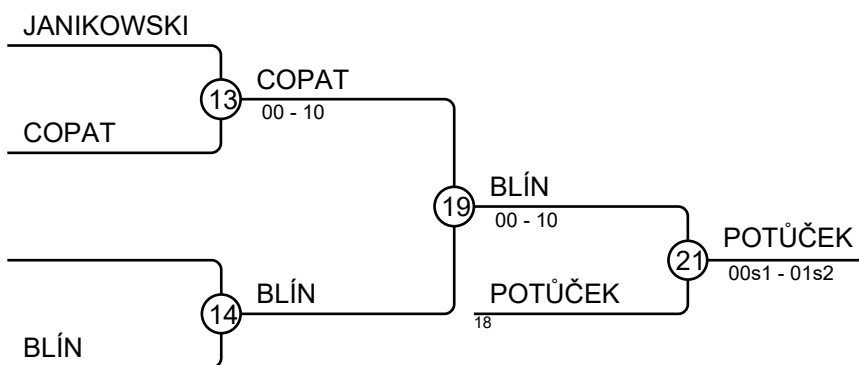 JANIKOWSKI
13
COPAT
00 - 10
COPAT
19
BLÍN
00 - 10
21
POTŮČEK
00s1 - 01s2
14
BLÍN
POTŮČEK
18
BLÍN